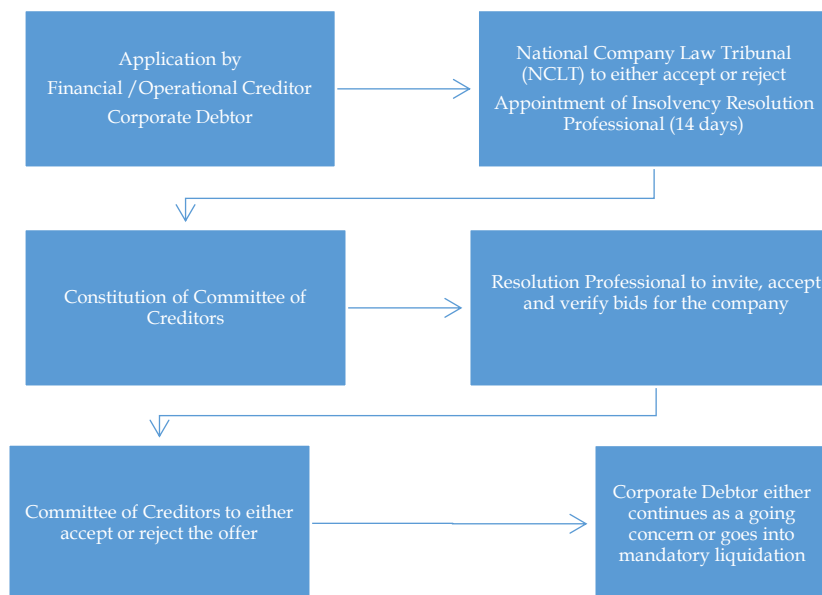 Application by
Financial /Operational Creditor
Corporate Debtor
National Company Law Tribunal
(NCLT) to either accept or reject
Appointment of Insolvency Resolution
Professional (14 days)
Constitution of Committee of
Creditors
Resolution Professional to invite, accept
and verify bids for the company
Committee of Creditors to either
accept or reject the offer
Corporate Debtor either
continues as a going
concern or goes into
mandatory liquidation